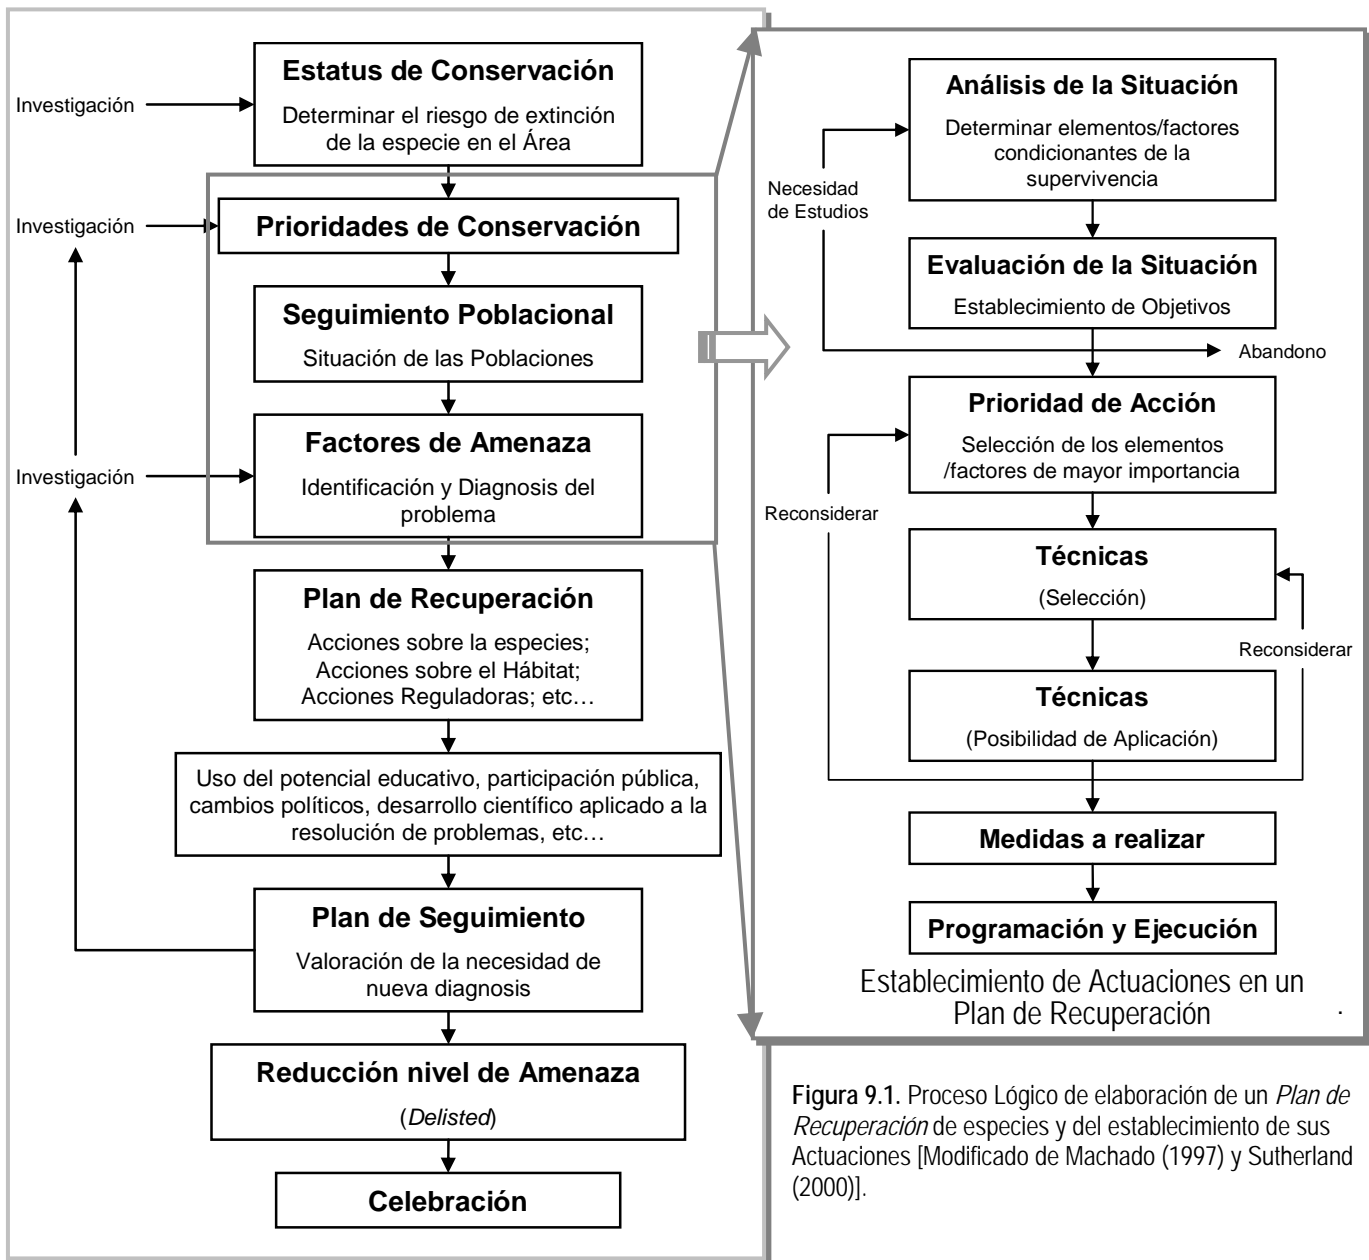 Estatus de Conservación
Investigación
Determinar el riesgo de extinción
de la especie en el Área
Investigación
Prioridades de Conservación
Seguimiento Poblacional
Situación de las Poblaciones
Factores de Amenaza
Investigación
Identificación y Diagnosis del
problema
Plan de Recuperación
Acciones sobre la especies;
Acciones sobre el Hábitat;
Acciones Reguladoras; etc…
Uso del potencial educativo, participación pública,
cambios políticos, desarrollo científico aplicado a la
resolución de problemas, etc…
Plan de Seguimiento
Valoración de la necesidad de
nueva diagnosis
Reducción nivel de Amenaza
(Delisted)
Celebración
Análisis de la Situación
Determinar elementos/factores
condicionantes de la
supervivencia
Necesidad
de Estudios
Evaluación de la Situación
Establecimiento de Objetivos
Abandono
Prioridad de Acción
Selección de los elementos
/factores de mayor importancia
Reconsiderar
Técnicas
(Selección)
Reconsiderar
Técnicas
(Posibilidad de Aplicación)
Medidas a realizar
Programación y Ejecución
Establecimiento de Actuaciones en un
Plan de Recuperación .
Figura 9.1. Proceso Lógico de elaboración de un Plan de
Recuperación de especies y del establecimiento de sus
Actuaciones [Modificado de Machado (1997) y Sutherland
(2000)].